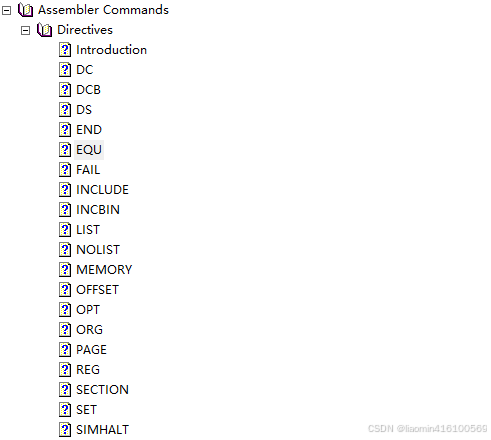 Assembler Commands
Directives
Introduction
DC
DCB
DS
END
EQU
FAIL
INCLUDE
INCBIN
LIST
NOLIST
MEMORY
OFFSET
OPT
ORG
PAGE
REG
SECTION
SET
SIMHALT
CSDN @liaomin416100569